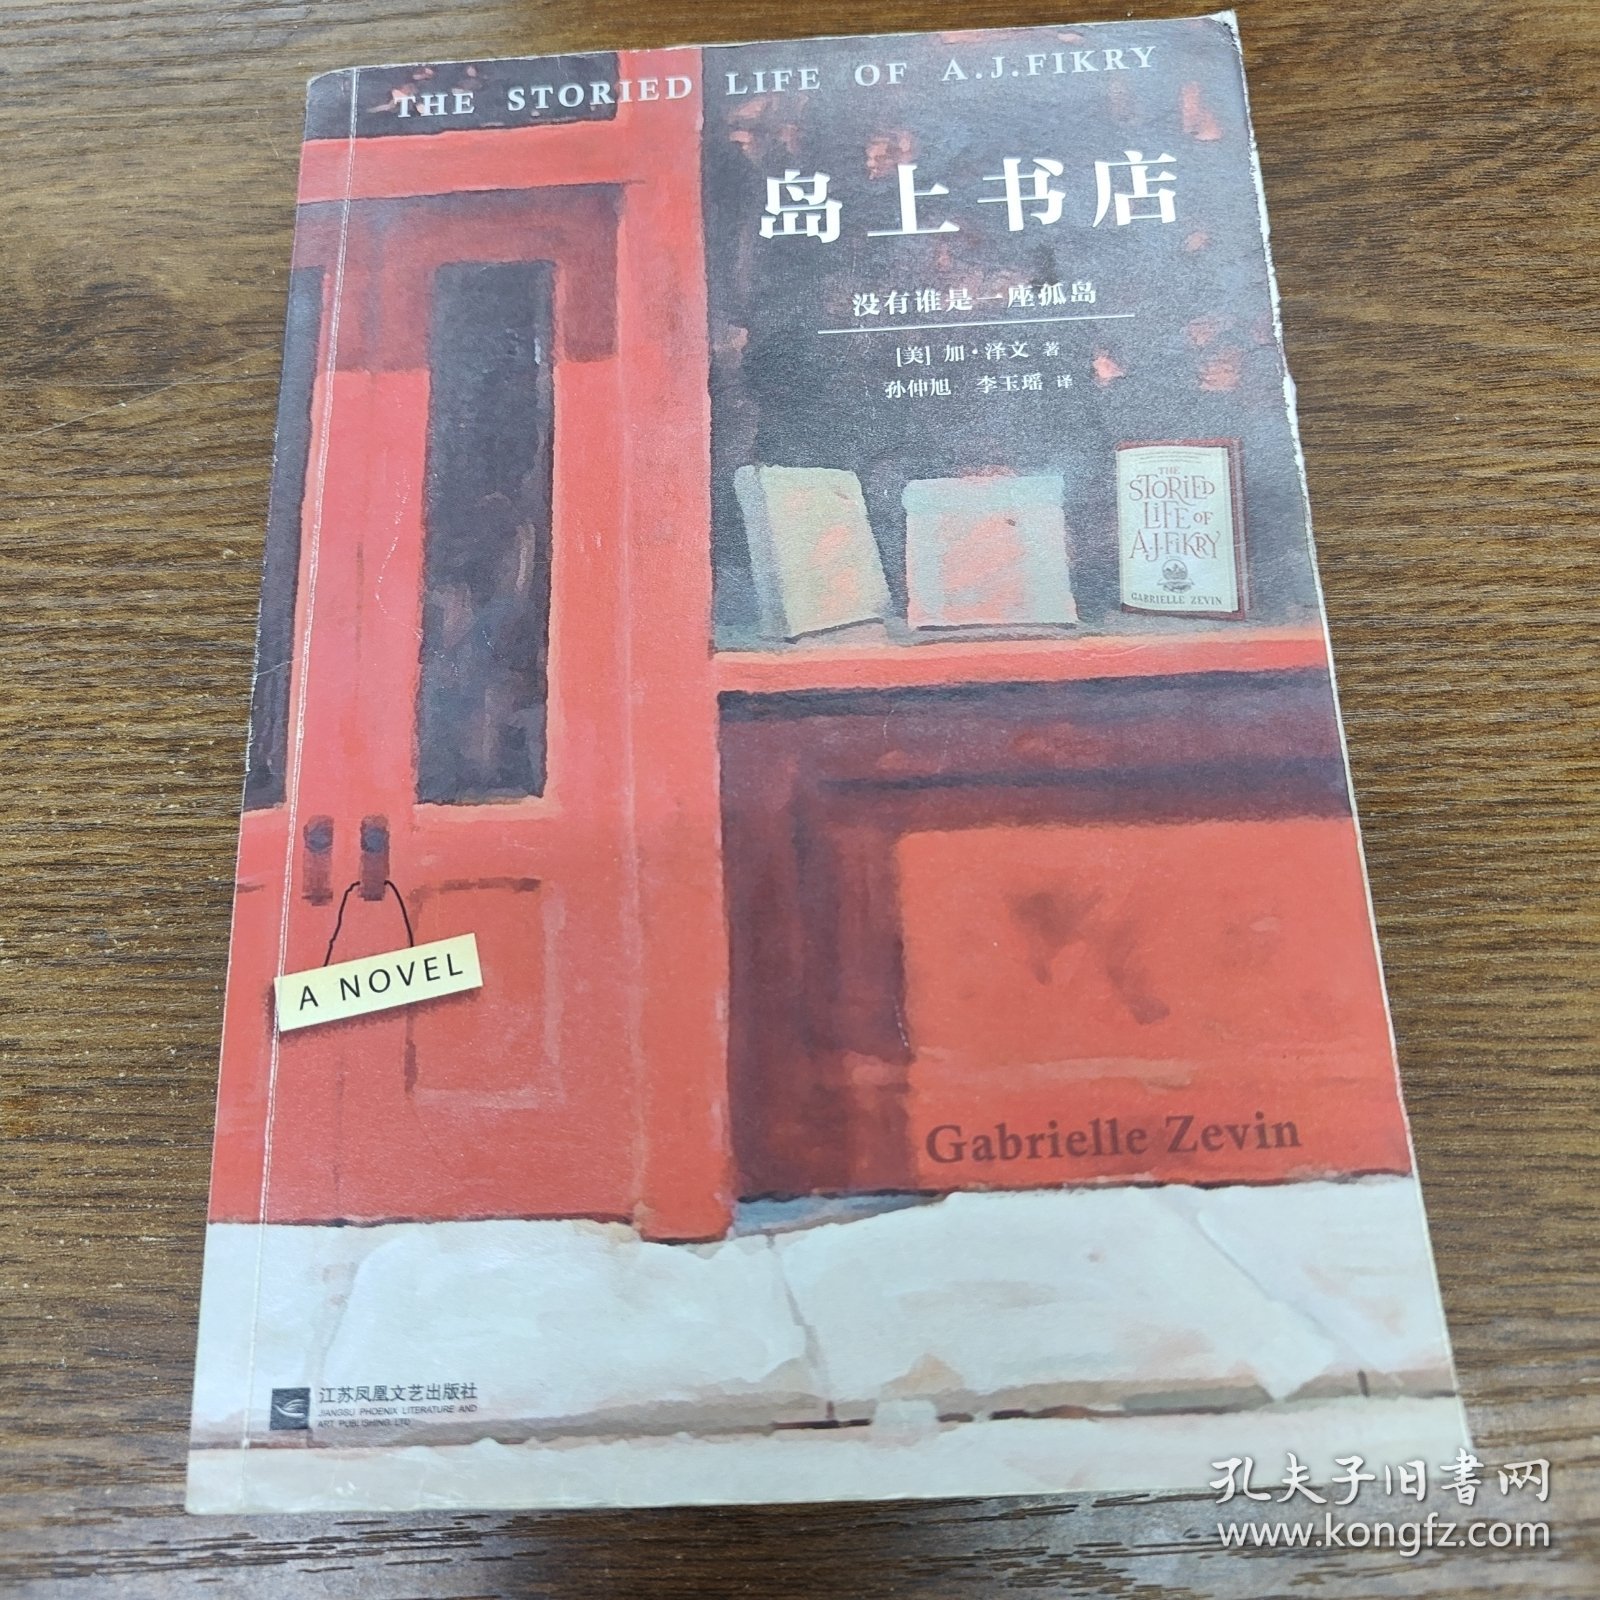 THE STORIED LIFE OF A.J.FIKRY
岛上书店
没有谁是一座孤岛
[美] 加·泽文 著
孙仲旭 李玉瑶 译
THE
STORIED
LIFE OF
A.J.FIKRY
GABRIELLE ZEVIN
A NOVEL
Gabrielle Zevin
江苏凤凰文艺出版社
JIANGSU PHOENIX LITERATURE AND
ART PUBLISHING, LTD
孔夫子旧書网
www.kongfz.com